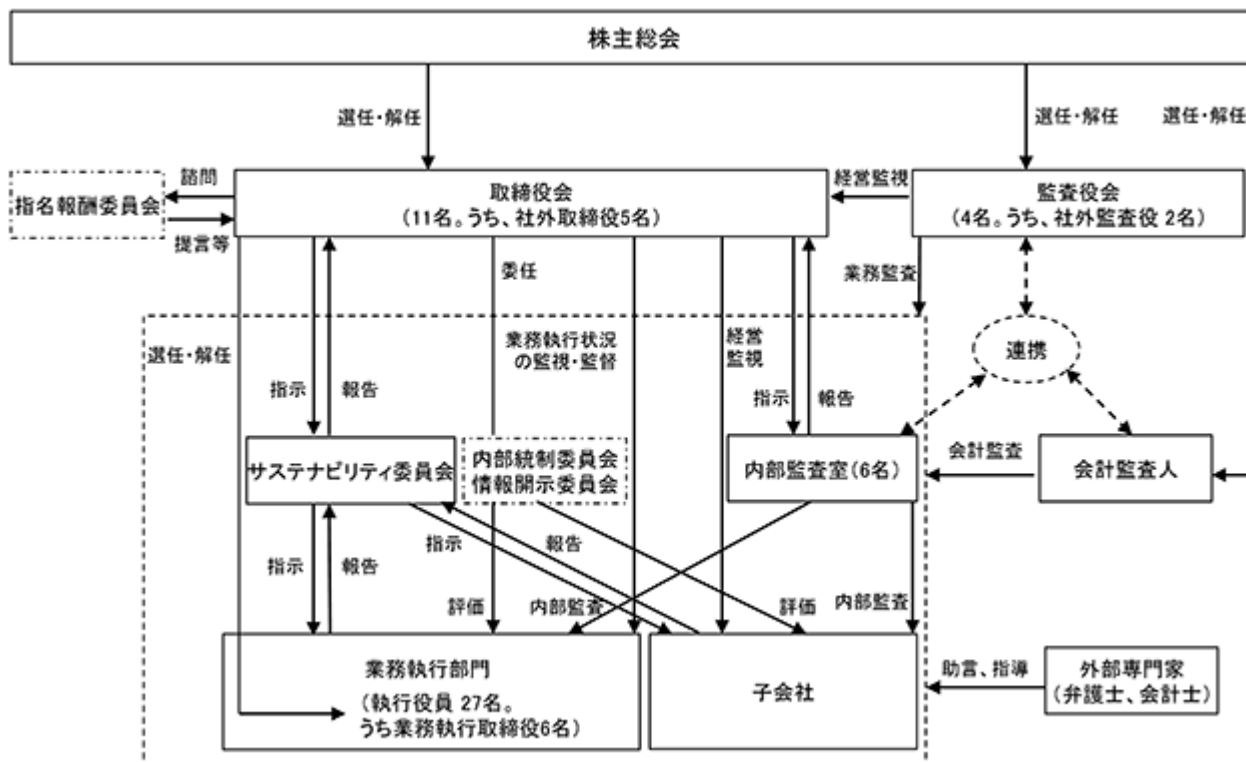 株主総会
選任・解任
選任・解任
選任・解任
諮問
指名報酬委員会
提言等
取締役会
（11名。うち、社外取締役5名）
経営監視
監査役会
（4名。うち、社外監査役 2名）
委任
業務監査
選任・解任
業務執行状況
の監視・監督
経営
監視
連携
指示
報告
指示
報告
サステナビリティ委員会
内部統制委員会
情報開示委員会
内部監査室（6名）
会計監査
会計監査人
指示
報告
指示
報告
評価
内部監査
評価
内部監査
業務執行部門
（執行役員 27名。
うち業務執行取締役6名）
子会社
助言、指導
外部専門家
（弁護士、会計士）